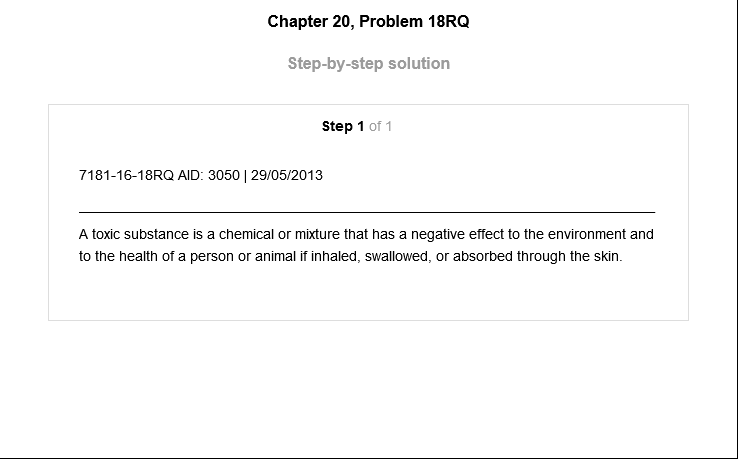 Chapter 20, Problem 18RQ
Step-by-step solution
Step 1 of 1
7181-16-18RQ AID: 3050 | 29/05/2013
A toxic substance is a chemical or mixture that has a negative effect to the environment and
to the health of a person or animal if inhaled, swallowed, or absorbed through the skin.